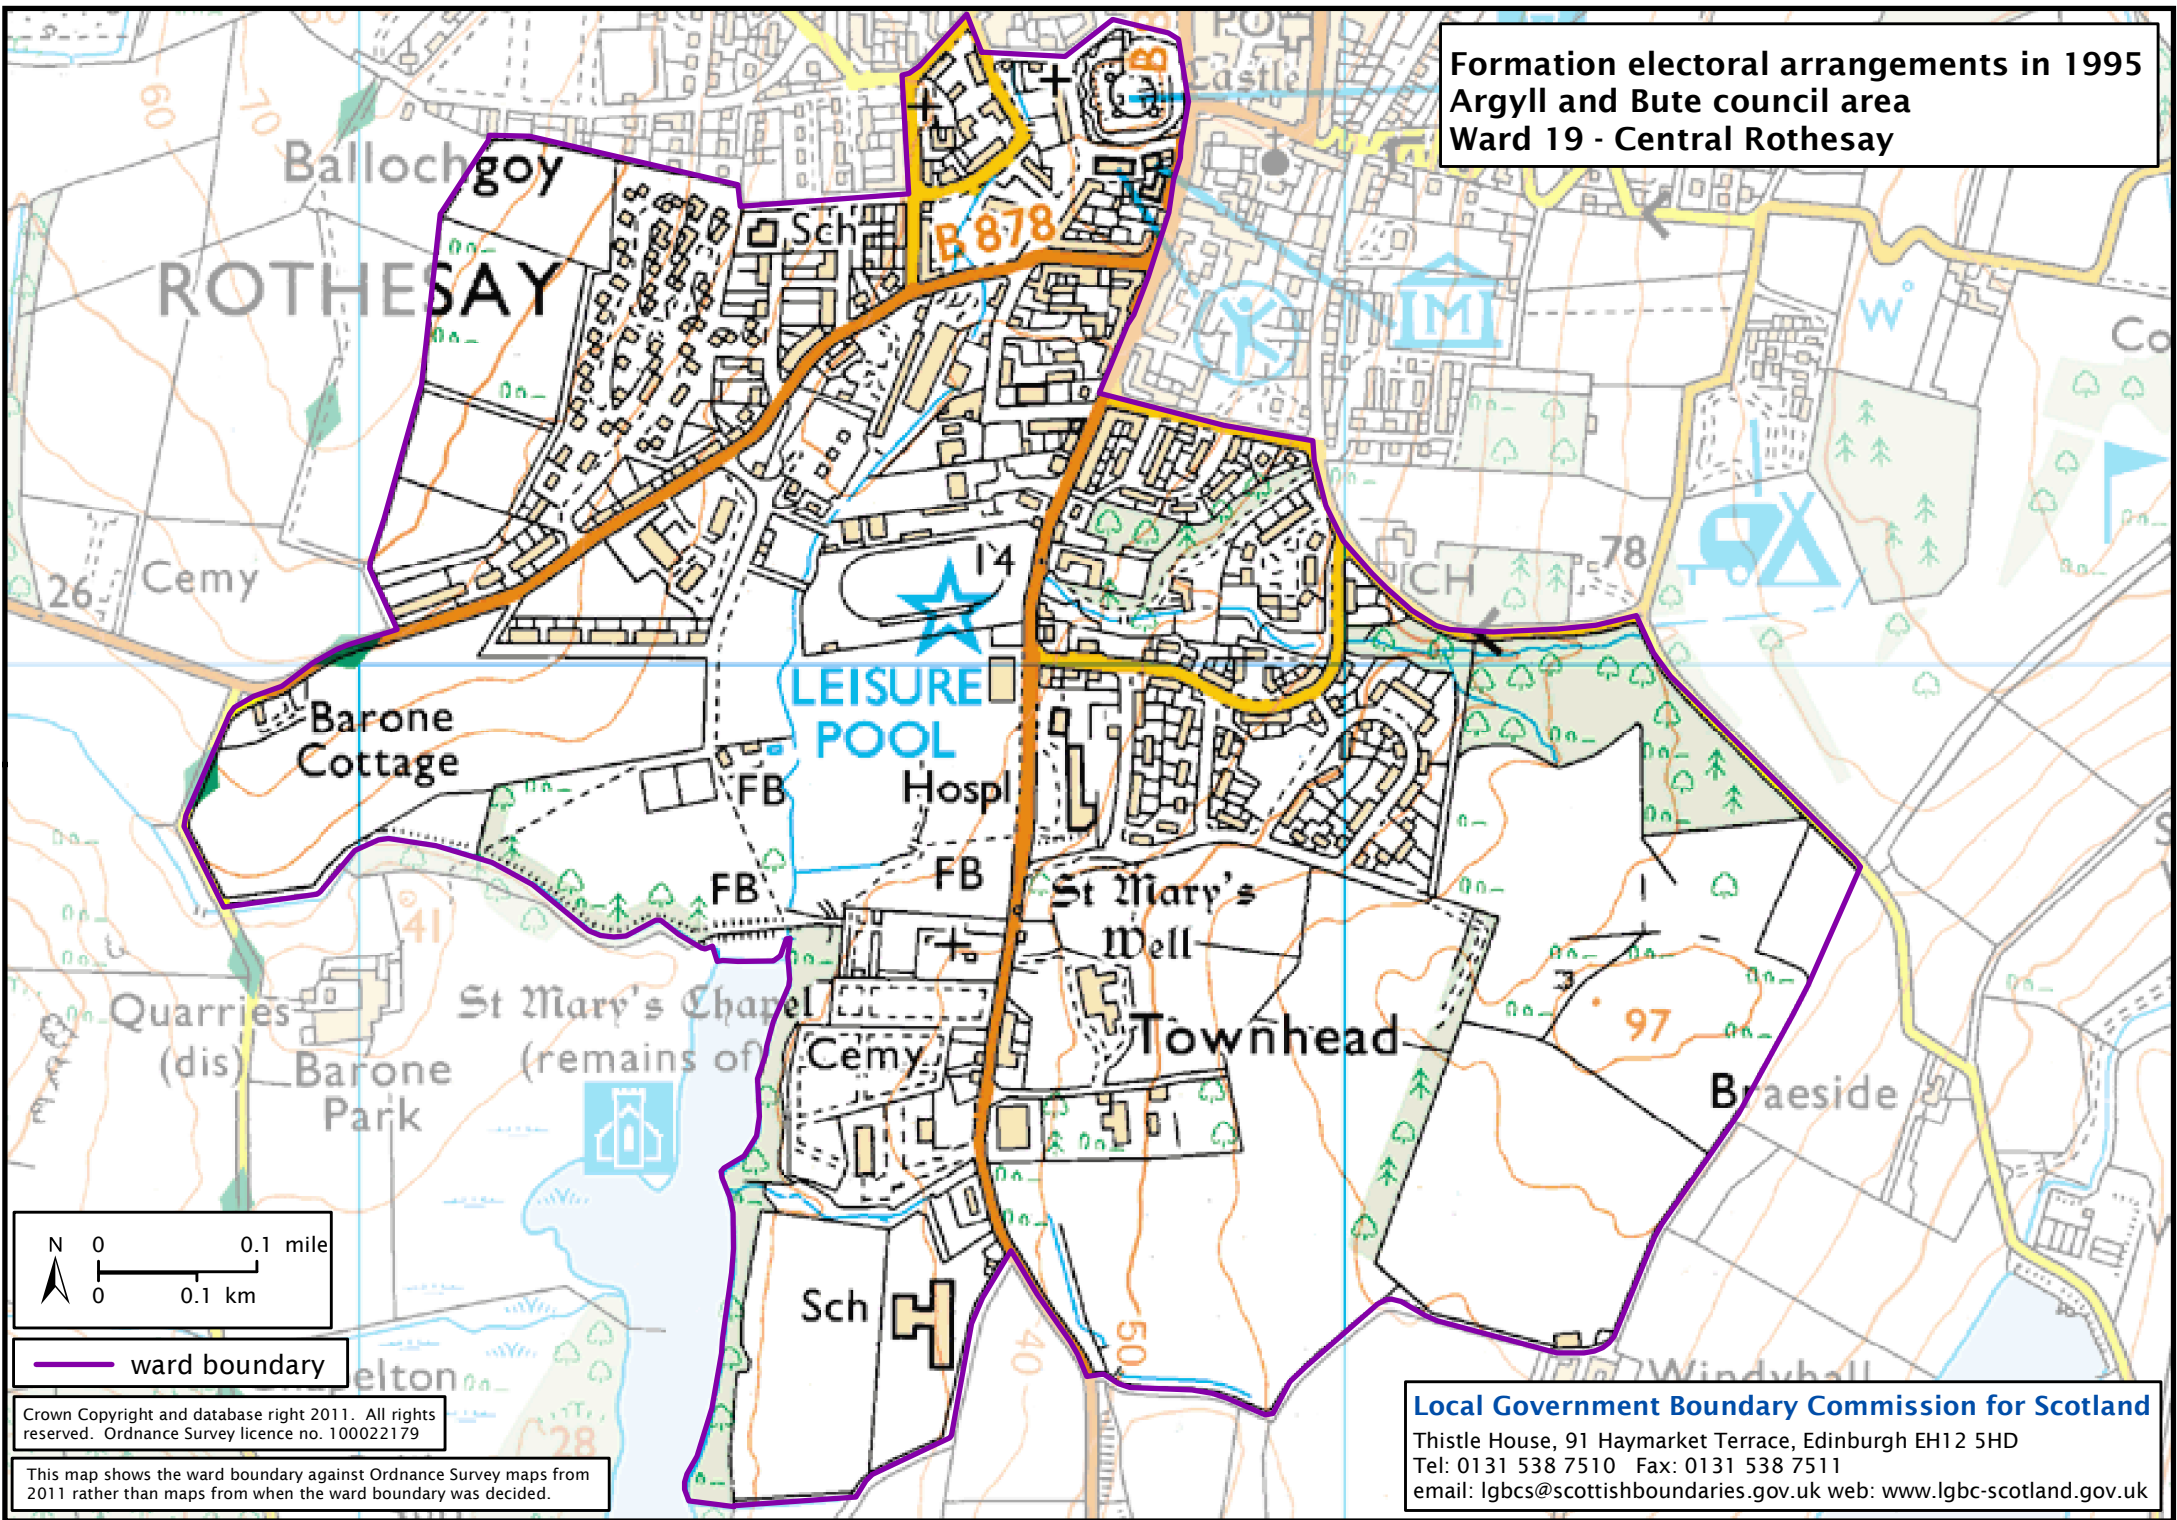 Formation electoral arrangements in 1995
Argyll and Bute council area
Ward 19 - Central Rothesay
80
PO
B
B
Castle
60
70
Ballochgoy
ROTHESAY
Sch
B 878
M
W
Co
26
Cemy
14
CH
78
LEISURE
POOL
Barone
Cottage
FB
Hospl
FB
FB
St Mary's
Well
41
Quarries
(dis)
Barone
Park
St Mary's Chapel
(remains of)
Cemy
Townhead
97
Braeside
Sch
40
50
Windyhall
28
N
0
0.1 mile
0
0.1 km
ward boundary
Crown Copyright and database right 2011. All rights
reserved. Ordnance Survey licence no. 100022179
This map shows the ward boundary against Ordnance Survey maps from
2011 rather than maps from when the ward boundary was decided.
Local Government Boundary Commission for Scotland
Thistle House, 91 Haymarket Terrace, Edinburgh EH12 5HD
Tel: 0131 538 7510 Fax: 0131 538 7511
email: lgbcs@scottishboundaries.gov.uk web: www.lgbc-scotland.gov.uk